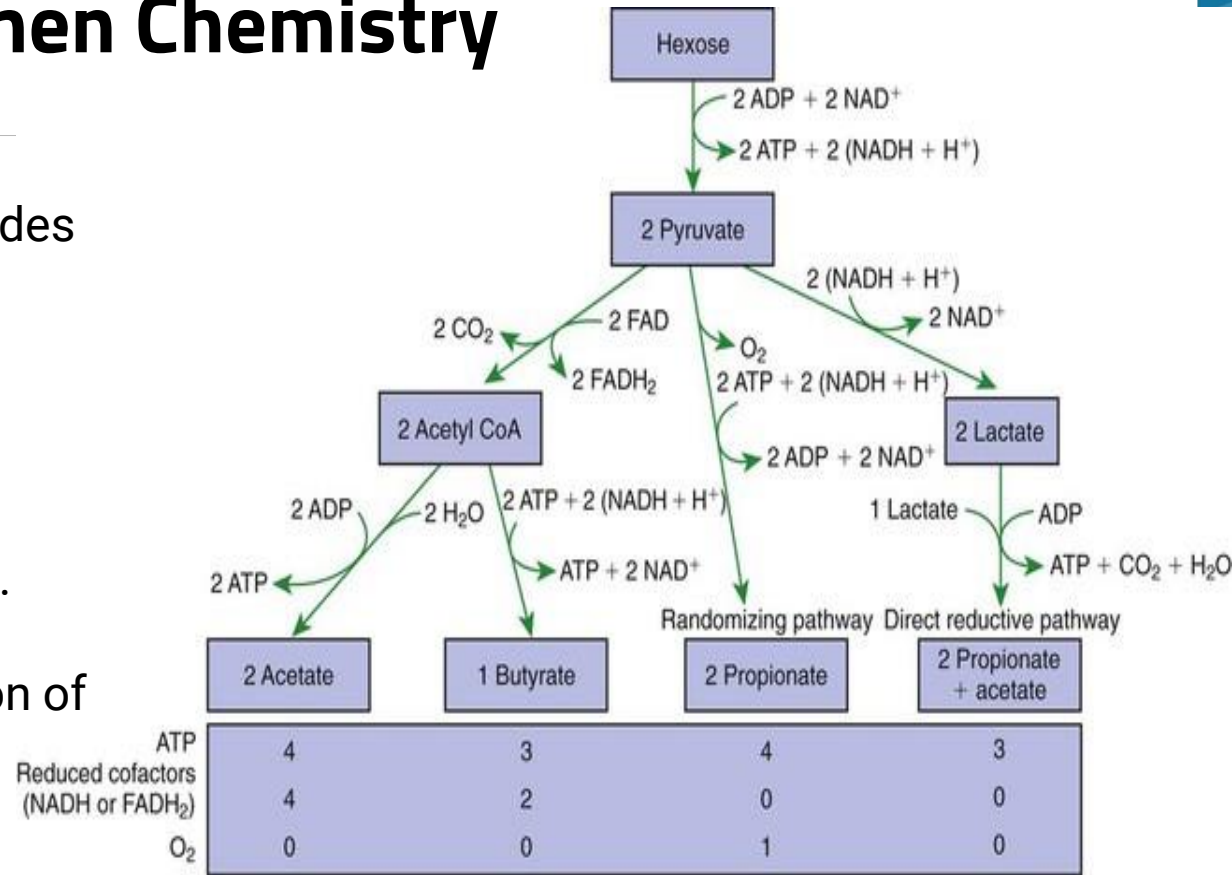 nen Chemistry
des
.
on of
Hexose
2 ADP + 2 NAD⁺
2 ATP + 2 (NADH + H⁺)
2 Pyruvate
2 (NADH + H⁺)
2 NAD⁺
2 CO₂
2 FAD
2 FADH₂
O₂
2 ATP + 2 (NADH + H⁺)
2 ADP + 2 NAD⁺
2 Acetyl CoA
2 Lactate
2 ADP
2 H₂O
2 ATP
2 ATP + 2 (NADH + H⁺)
ATP + 2 NAD⁺
1 Lactate
ADP
ATP + CO₂ + H₂O
Randomizing pathway
Direct reductive pathway
2 Acetate
1 Butyrate
2 Propionate
2 Propionate
+ acetate
ATP 4 3 4 3
Reduced cofactors
(NADH or FADH₂) 4 2 0 0
O₂ 0 0 1 0